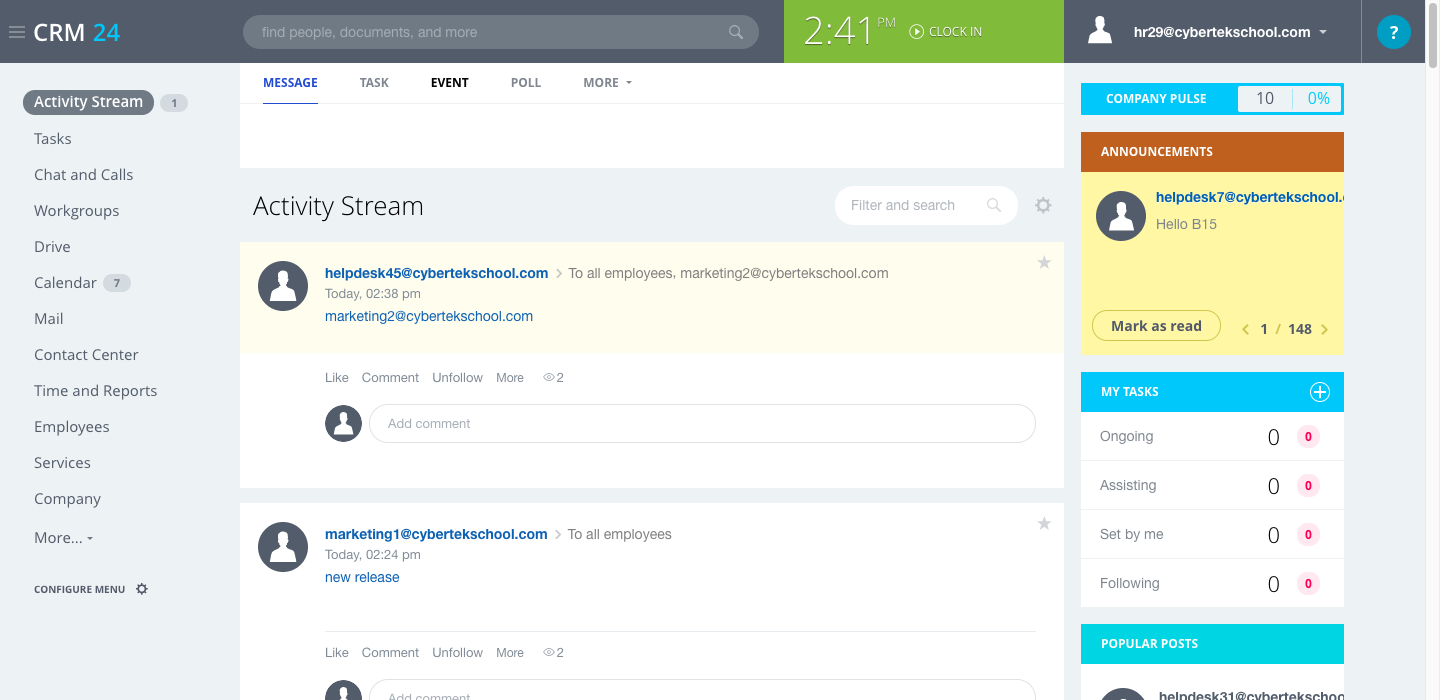 CRM 24
find people, documents, and more
2:41 PM
CLOCK IN
hr29@cybertekschool.com
?
Activity Stream 1
Tasks
Chat and Calls
Workgroups
Drive
Calendar 7
Mail
Contact Center
Time and Reports
Employees
Services
Company
More...
CONFIGURE MENU
MESSAGE TASK EVENT POLL MORE
Activity Stream
Filter and search
helpdesk45@cybertekschool.com To all employees, marketing2@cybertekschool.com
Today, 02:38 pm
marketing2@cybertekschool.com
Like Comment Unfollow More 2
Add comment
marketing1@cybertekschool.com To all employees
Today, 02:24 pm
new release
Like Comment Unfollow More 2
Add comment
COMPANY PULSE 10 0%
ANNOUNCEMENTS
helpdesk7@cybertekschool.
Hello B15
Mark as read 1 / 148
MY TASKS
Ongoing 0 0
Assisting 0 0
Set by me 0 0
Following 0 0
POPULAR POSTS
helpdesk31@cybertekschoo